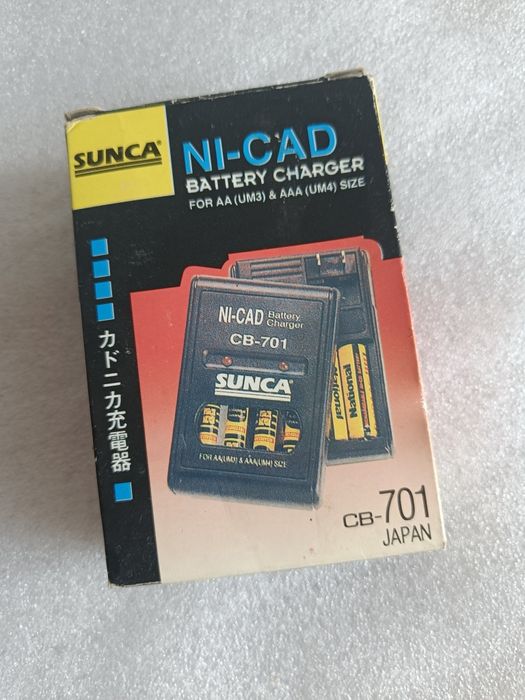 SUNCA®
NI-CAD
BATTERY CHARGER
FOR AA (UM3) & AAA (UM4) SIZE
カドニカ充電器
NI-CAD Battery Charger
CB-701
SUNCA®
FOR AA(UM3) & AAA(UM4) SIZE
National
National
CB-701
JAPAN